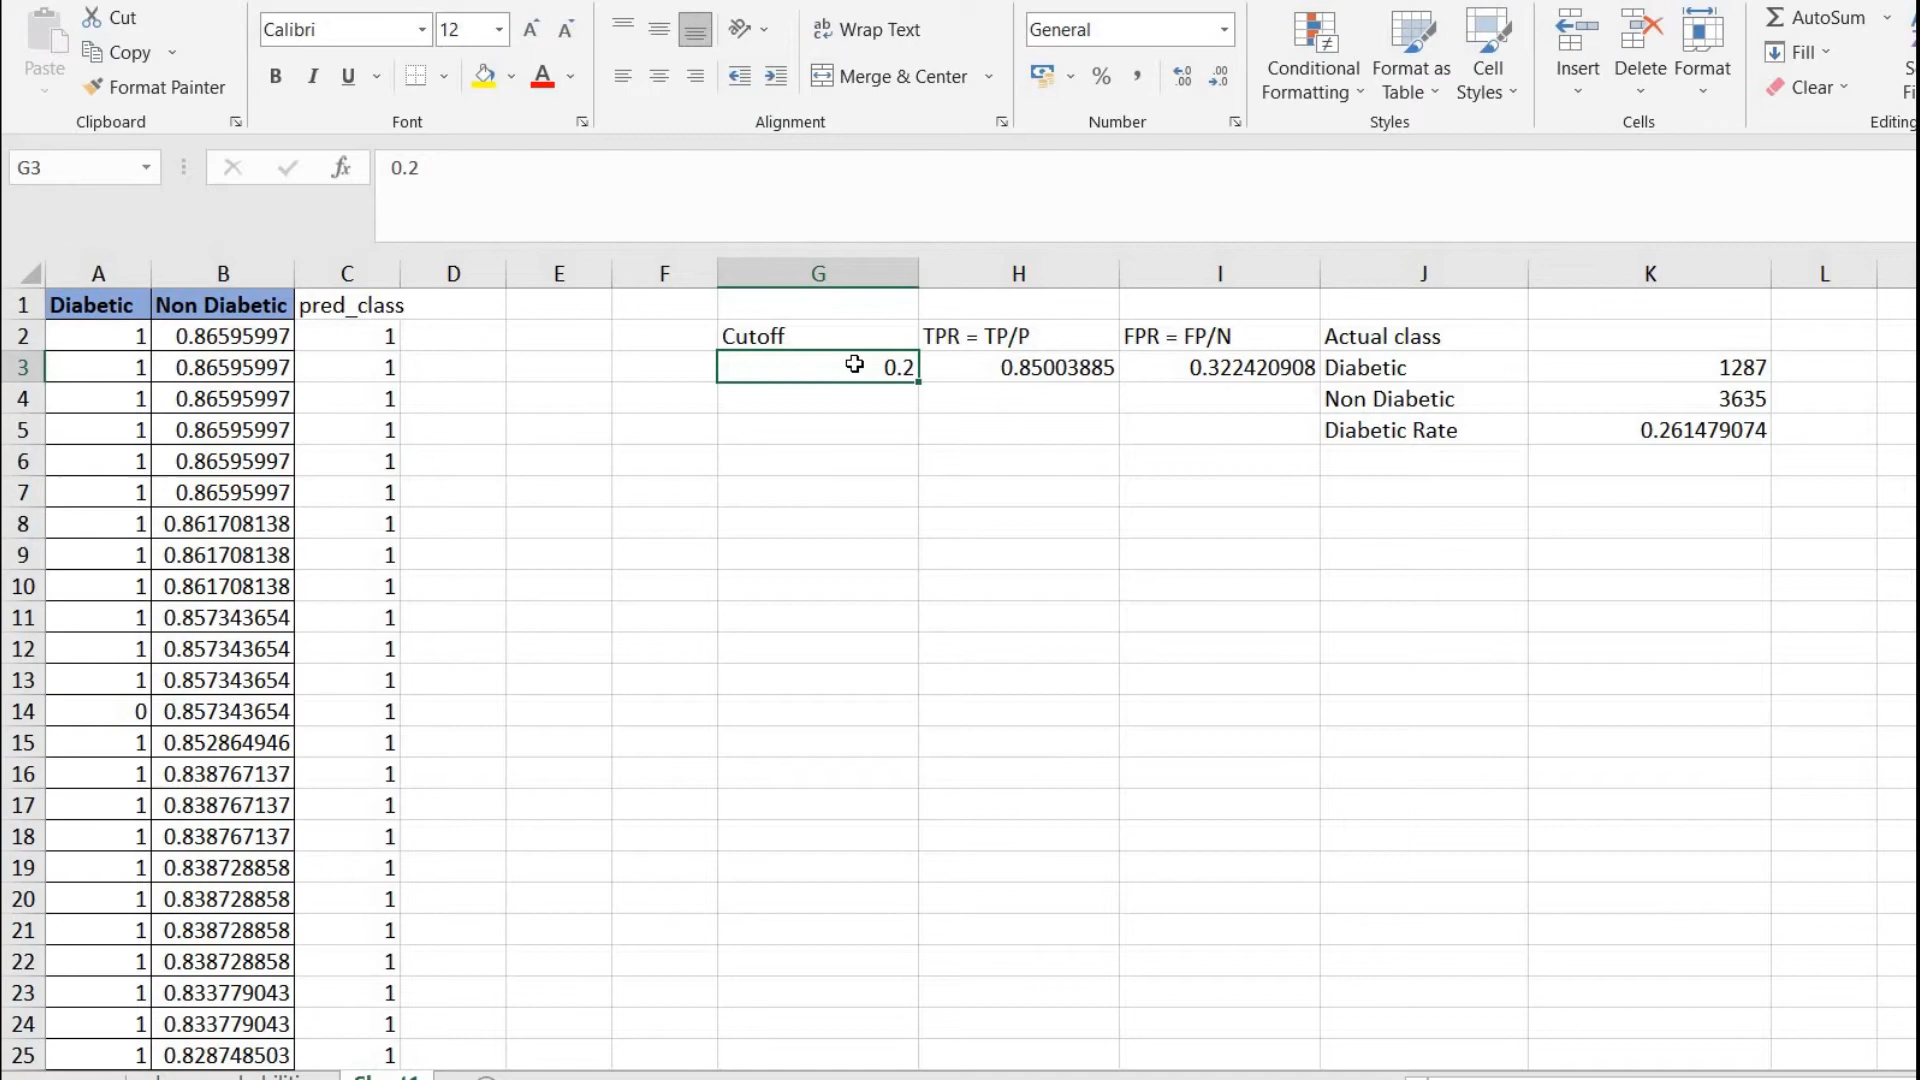 Cut
Copy
Format Painter
Paste
Clipboard
Calibri 12
B I U
Font
Wrap Text
Merge & Center
Alignment
General
Number
Conditional Formatting
Format as Table
Cell Styles
Styles
Insert Delete Format
Cells
AutoSum
Fill
Clear
Editing
G3 fx 0.2
A B C D E F G H I J K L
1 Diabetic Non Diabetic pred_class
2 1 0.86595997 1 Cutoff TPR = TP/P FPR = FP/N Actual class
3 1 0.86595997 1 0.2 0.85003885 0.322420908 Diabetic 1287
4 1 0.86595997 1 Non Diabetic 3635
5 1 0.86595997 1 Diabetic Rate 0.261479074
6 1 0.86595997 1
7 1 0.86595997 1
8 1 0.861708138 1
9 1 0.861708138 1
10 1 0.861708138 1
11 1 0.857343654 1
12 1 0.857343654 1
13 1 0.857343654 1
14 0 0.857343654 1
15 1 0.852864946 1
16 1 0.838767137 1
17 1 0.838767137 1
18 1 0.838767137 1
19 1 0.838728858 1
20 1 0.838728858 1
21 1 0.838728858 1
22 1 0.838728858 1
23 1 0.833779043 1
24 1 0.833779043 1
25 1 0.828748503 1